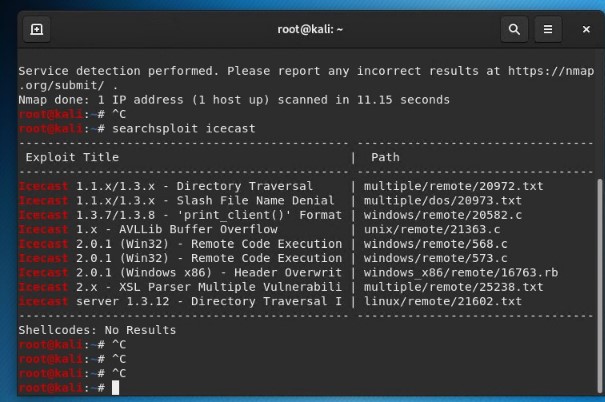 root@kali: ~
Service detection performed. Please report any incorrect results at https://nmap
.org/submit/ .
Nmap done: 1 IP address (1 host up) scanned in 11.15 seconds
root@kali:~# ^C
root@kali:~# searchsploit icecast
--------------------------------------------- ---------------------------------
Exploit Title | Path
--------------------------------------------- ---------------------------------
Icecast 1.1.x/1.3.x - Directory Traversal | multiple/remote/20972.txt
Icecast 1.1.x/1.3.x - Slash File Name Denial | multiple/dos/20973.txt
Icecast 1.3.7/1.3.8 - 'print_client()' Format | windows/remote/20582.c
Icecast 1.x - AVLLib Buffer Overflow | unix/remote/21363.c
Icecast 2.0.1 (Win32) - Remote Code Execution | windows/remote/568.c
Icecast 2.0.1 (Win32) - Remote Code Execution | windows/remote/573.c
Icecast 2.0.1 (Windows x86) - Header Overwrit | windows_x86/remote/16763.rb
Icecast 2.x - XSL Parser Multiple Vulnerabili | multiple/remote/25238.txt
icecast server 1.3.12 - Directory Traversal I | linux/remote/21602.txt
--------------------------------------------- ---------------------------------
Shellcodes: No Results
root@kali:~# ^C
root@kali:~# ^C
root@kali:~# ^C
root@kali:~#